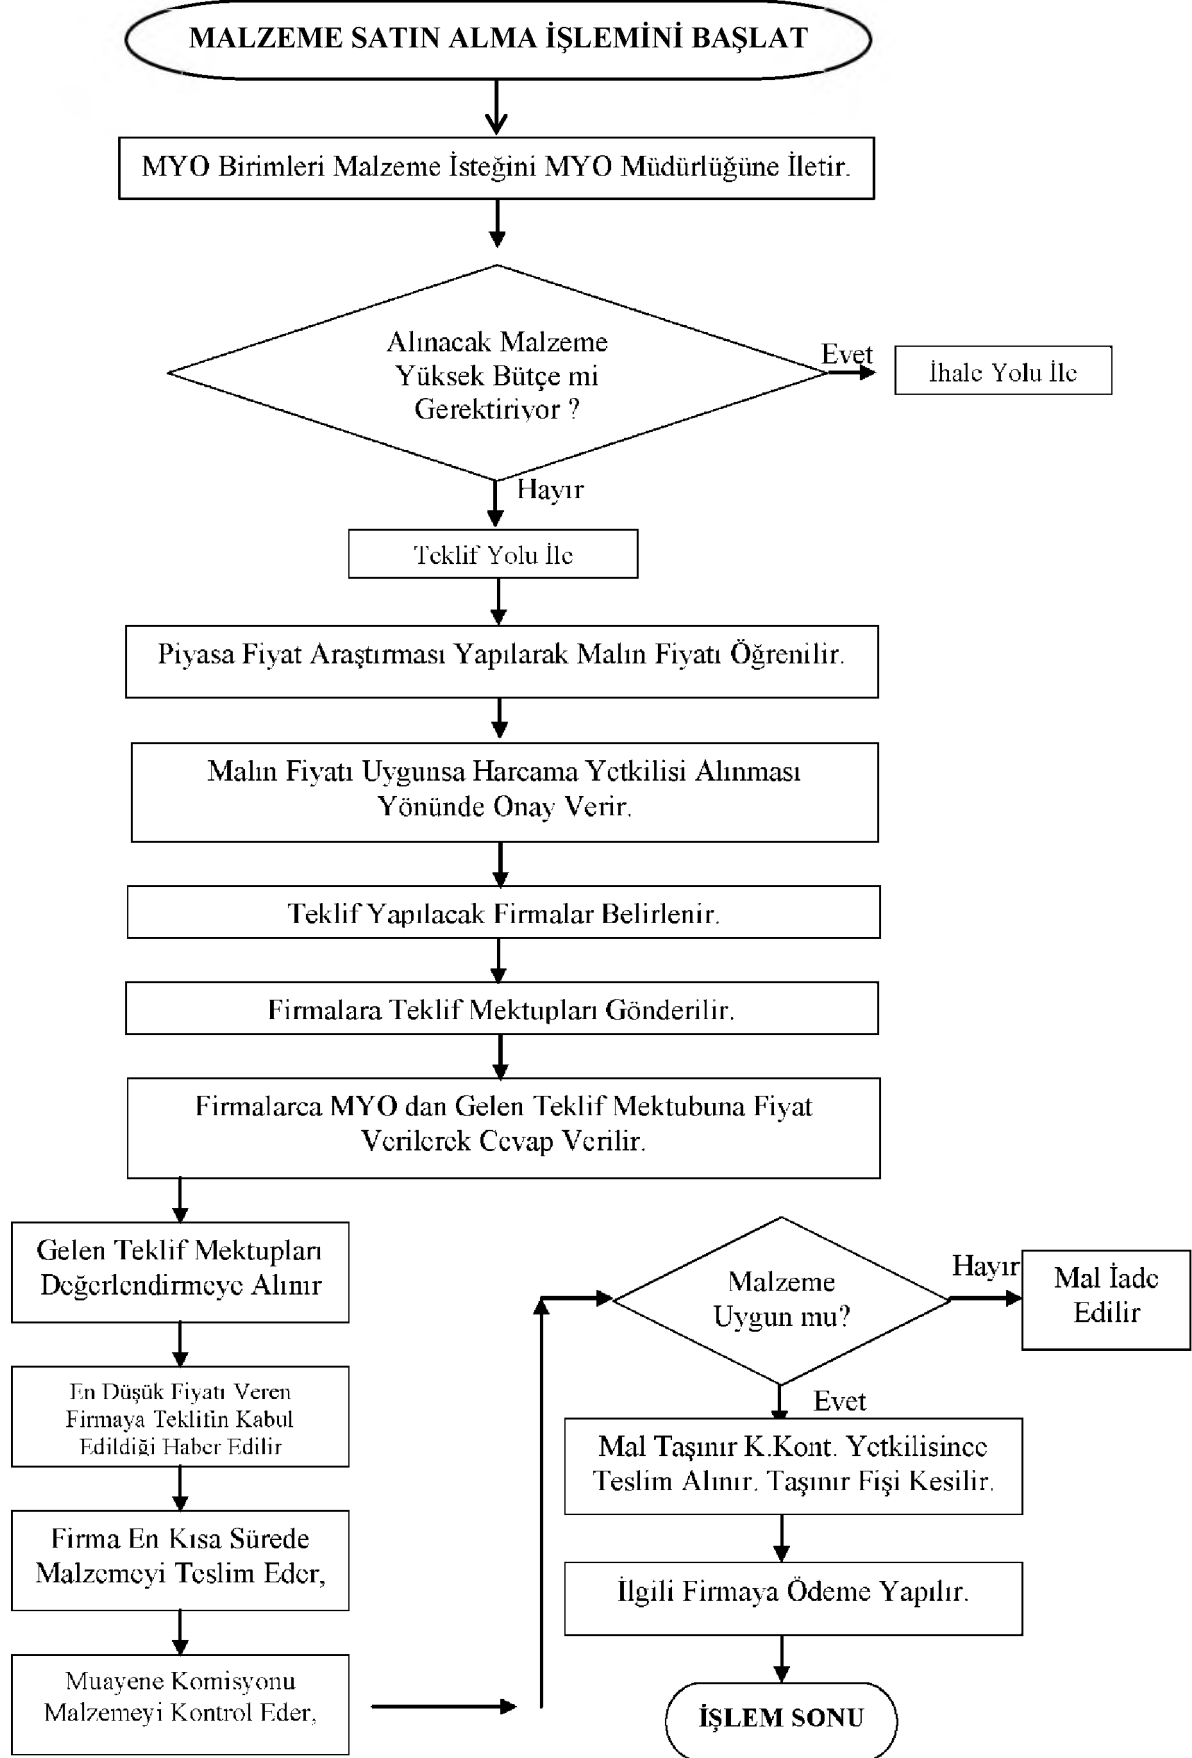 MALZEME SATIN ALMA İŞLEMİNİ BAŞLAT
MYO Birimleri Malzeme İsteğini MYO Müdürlüğüne İletir.
Alınacak Malzeme
Yüksek Bütçe mi
Gerektiriyor ?
Evet
İhale Yolu İle
Hayır
Teklif Yolu İle
Piyasa Fiyat Araştırması Yapılarak Malın Fiyatı Öğrenilir.
Malın Fiyatı Uygunsa Harcama Yetkilisi Alınması
Yönünde Onay Verir.
Teklif Yapılacak Firmalar Belirlenir.
Firmalara Teklif Mektupları Gönderilir.
Firmalarca MYO dan Gelen Teklif Mektubuna Fiyat
Verilerek Cevap Verilir.
Gelen Teklif Mektupları
Değerlendirmeye Alınır
En Düşük Fiyatı Veren
Firmaya Teklifin Kabul
Edildiği Haber Edilir
Firma En Kısa Sürede
Malzemeyi Teslim Eder,
Muayene Komisyonu
Malzemeyi Kontrol Eder,
Malzeme
Uygun mu?
Hayır
Mal İade
Edilir
Evet
Mal Taşınır K.Kont. Yetkilisince
Teslim Alınır. Taşınır Fişi Kesilir.
İlgili Firmaya Ödeme Yapılır.
İŞLEM SONU